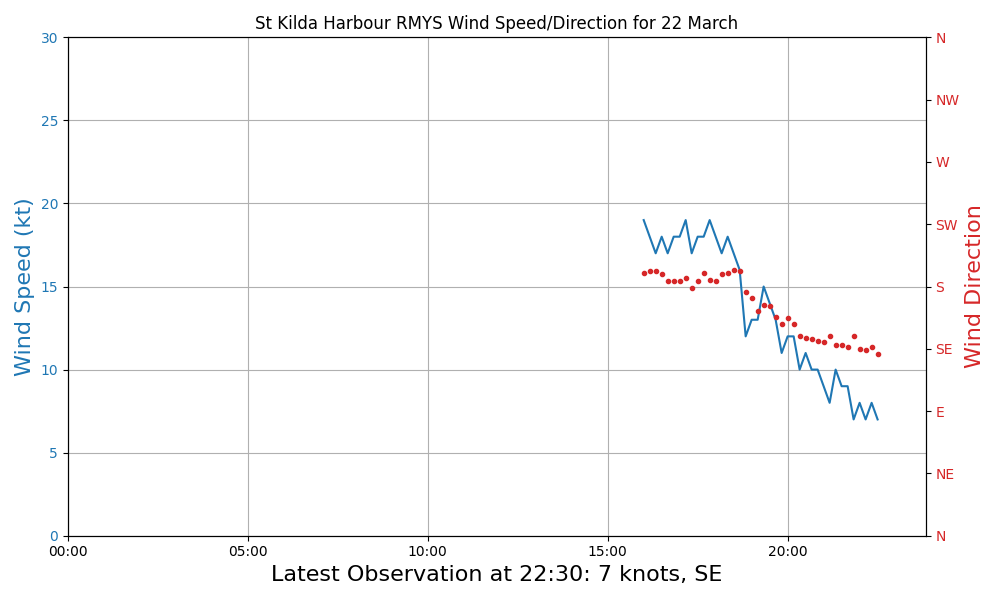 St Kilda Harbour RMYS Wind Speed/Direction for 22 March
Wind Speed (kt)
30
25
20
15
10
5
0
00:00 05:00 10:00 15:00 20:00
N
NW
W
SW
S
SE
E
NE
N
Wind Direction
Latest Observation at 22:30: 7 knots, SE